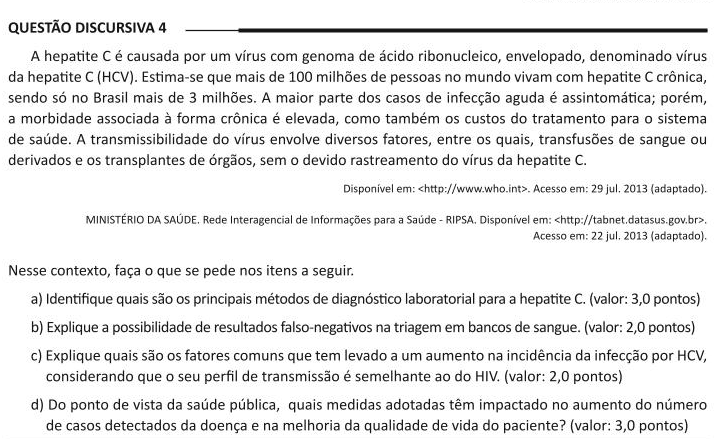 QUESTÃO DISCURSIVA 4
A hepatite C é causada por um vírus com genoma de ácido ribonucleico, envelopado, denominado vírus
da hepatite C (HCV). Estima-se que mais de 100 milhões de pessoas no mundo vivam com hepatite C crônica,
sendo só no Brasil mais de 3 milhões. A maior parte dos casos de infecção aguda é assintomática; porém,
a morbidade associada à forma crônica é elevada, como também os custos do tratamento para o sistema
de saúde. A transmissibilidade do vírus envolve diversos fatores, entre os quais, transfusões de sangue ou
derivados e os transplantes de órgãos, sem o devido rastreamento do vírus da hepatite C.
Disponível em: <http://www.who.int>. Acesso em: 29 jul. 2013 (adaptado).
MINISTÉRIO DA SAÚDE. Rede Interagencial de Informações para a Saúde - RIPSA. Disponível em: <http://tabnet.datasus.gov.br>.
Acesso em: 22 jul. 2013 (adaptado).
Nesse contexto, faça o que se pede nos itens a seguir.
a) Identifique quais são os principais métodos de diagnóstico laboratorial para a hepatite C. (valor: 3,0 pontos)
b) Explique a possibilidade de resultados falso-negativos na triagem em bancos de sangue. (valor: 2,0 pontos)
c) Explique quais são os fatores comuns que tem levado a um aumento na incidência da infecção por HCV,
considerando que o seu perfil de transmissão é semelhante ao do HIV. (valor: 2,0 pontos)
d) Do ponto de vista da saúde pública, quais medidas adotadas têm impactado no aumento do número
de casos detectados da doença e na melhoria da qualidade de vida do paciente? (valor: 3,0 pontos)